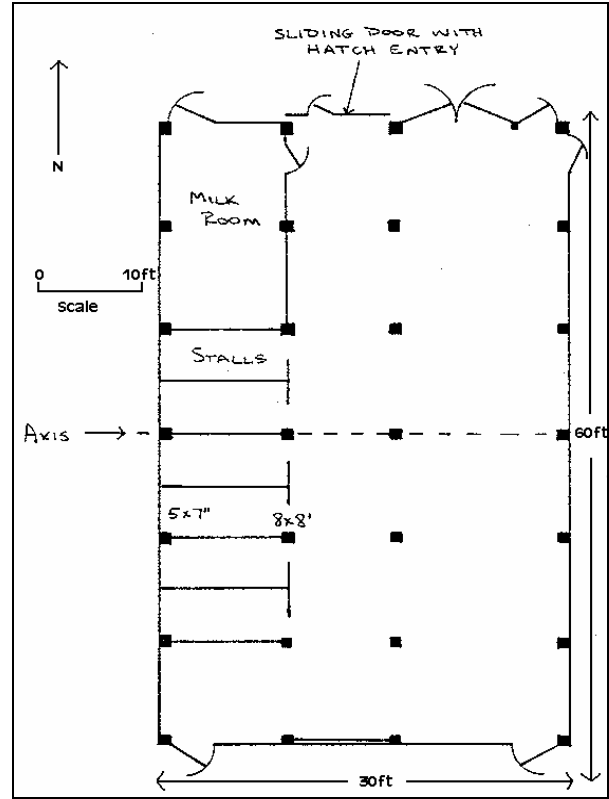 SLIDING DOOR WITH
HATCH ENTRY
N
MILK
ROOM
0 10ft
scale
STALLS
AXIS
60ft
5x7"
8x8'
30ft